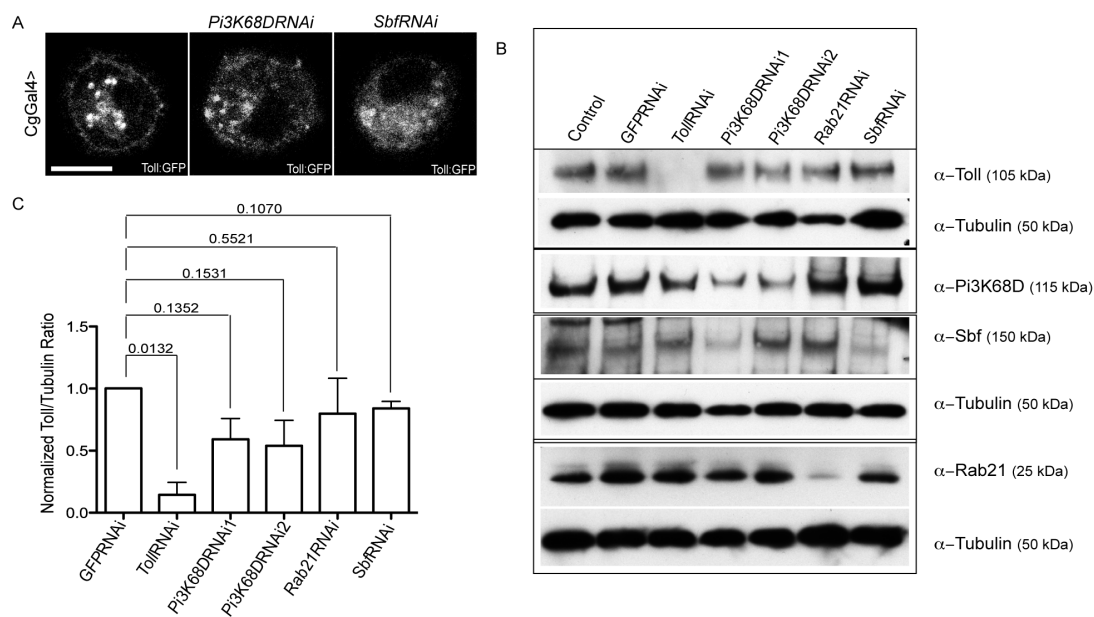 A
Pi3K68DRNAi
SbfRNAi
CgGal4>
Toll:GFP
Toll:GFP
Toll:GFP
B
Control
GFPRNAi
TollRNAi
Pi3K68DRNAi1
Pi3K68DRNAi2
Rab21RNAi
SbfRNAi
α–Toll (105 kDa)
α–Tubulin (50 kDa)
α–Pi3K68D (115 kDa)
α–Sbf (150 kDa)
α–Tubulin (50 kDa)
α–Rab21 (25 kDa)
α–Tubulin (50 kDa)
C
0.1070
0.5521
0.1531
0.1352
0.0132
Normalized Toll/Tubulin Ratio
1.5
1.0
0.5
0.0
GFPRNAi
TollRNAi
Pi3K68DRNAi1
Pi3K68DRNAi2
Rab21RNAi
SbfRNAi